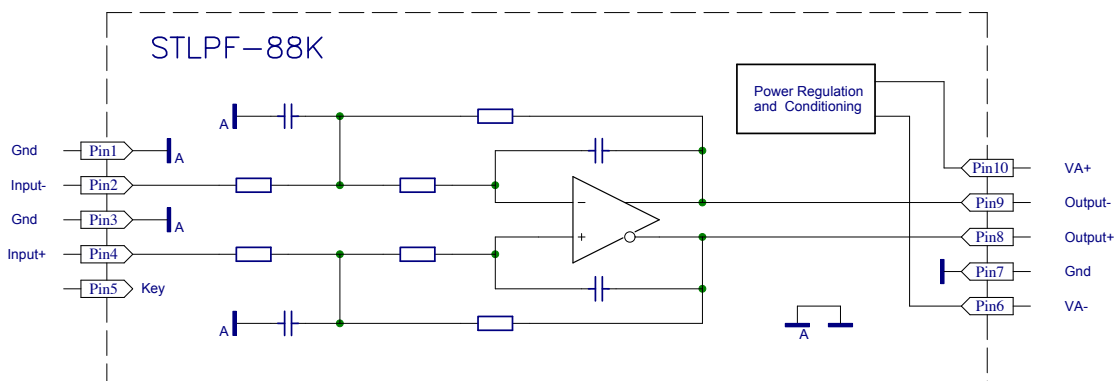 STLPF-88K
Power Regulation
and Conditioning
A
Gnd
Pin1
A
Input-
Pin2
Gnd
Pin3
A
Input+
Pin4
Pin5
Key
A
−
+
Pin10
VA+
Pin9
Output-
Pin8
Output+
Pin7
Gnd
Pin6
VA-
A